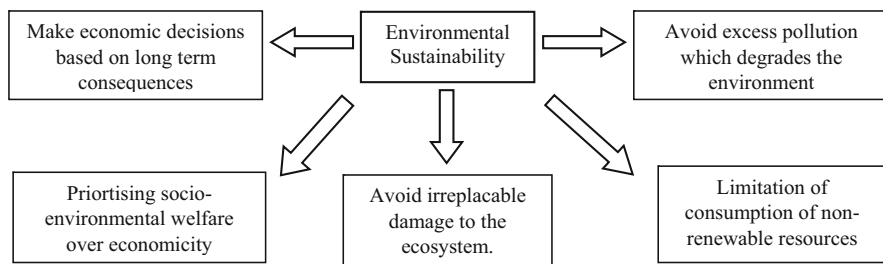 Make economic decisions
based on long term
consequences
Environmental
Sustainability
Avoid excess pollution
which degrades the
environment
Priortising socio-
environmental welfare
over economicity
Avoid irreplacable
damage to the
ecosystem.
Limitation of
consumption of non-
renewable resources